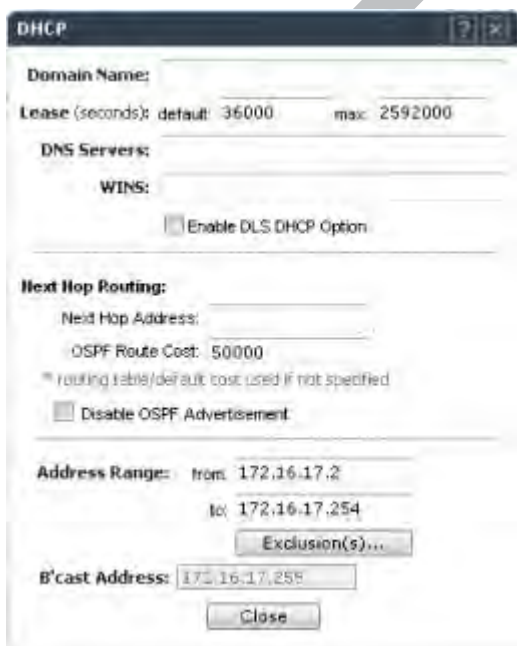 DHCP ? ×
Domain Name:
Lease (seconds): default: 36000 max: 2592000
DNS Servers:
WINS:
Enable DLS DHCP Option
Next Hop Routing:
Next Hop Address:
OSPF Route Cost: 50000
* routing table/default cost used if not specified
Disable OSPF Advertisement
Address Range: from: 172.16.17.2
to: 172.16.17.254
Exclusion(s)...
B'cast Address: 172.16.17.255
Close